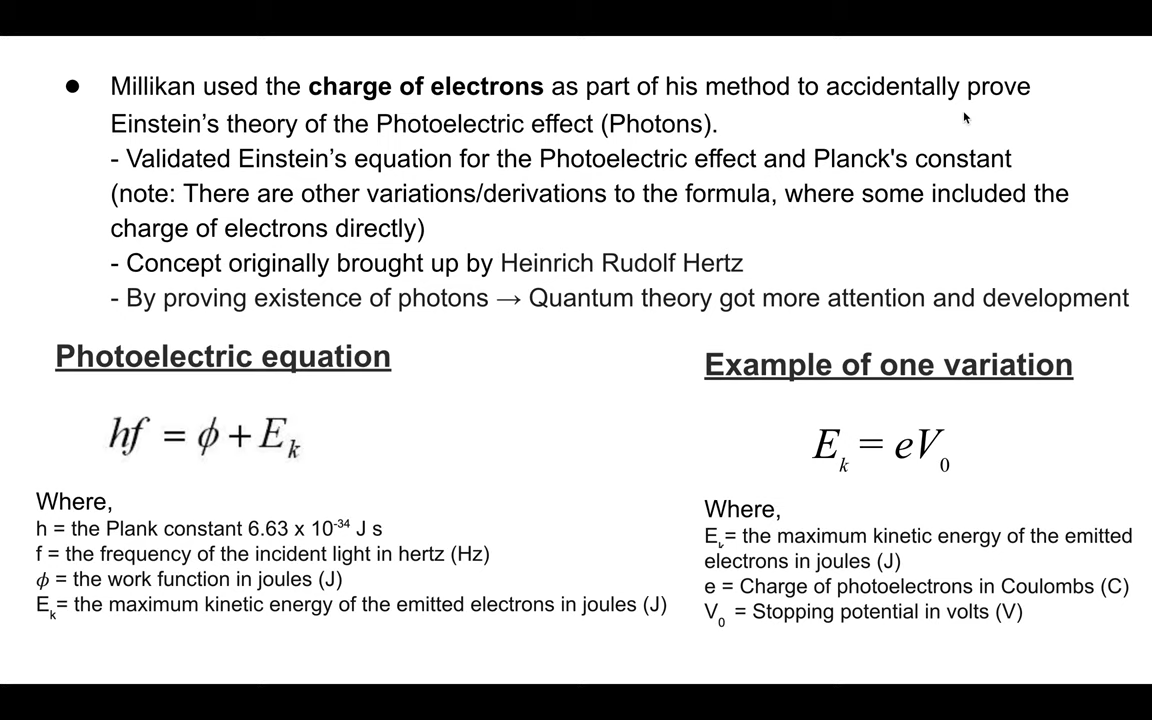 ● Millikan used the charge of electrons as part of his method to accidentally prove
Einstein’s theory of the Photoelectric effect (Photons).
- Validated Einstein’s equation for the Photoelectric effect and Planck's constant
(note: There are other variations/derivations to the formula, where some included the
charge of electrons directly)
- Concept originally brought up by Heinrich Rudolf Hertz
- By proving existence of photons → Quantum theory got more attention and development
Photoelectric equation
hf = ϕ + Eₖ
Where,
h = the Plank constant 6.63 x 10⁻³⁴ J s
f = the frequency of the incident light in hertz (Hz)
ϕ = the work function in joules (J)
Eₖ= the maximum kinetic energy of the emitted electrons in joules (J)
Example of one variation
Eₖ = eV₀
Where,
Eₖ= the maximum kinetic energy of the emitted
electrons in joules (J)
e = Charge of photoelectrons in Coulombs (C)
V₀ = Stopping potential in volts (V)